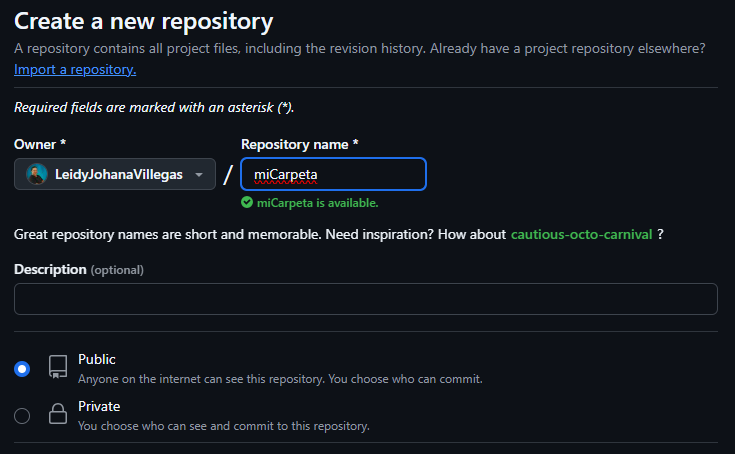 Create a new repository
A repository contains all project files, including the revision history. Already have a project repository elsewhere?
Import a repository.
Required fields are marked with an asterisk (*).
Owner * Repository name *
LeidyJohanaVillegas / miCarpeta
miCarpeta is available.
Great repository names are short and memorable. Need inspiration? How about cautious-octo-carnival ?
Description (optional)
Public
Anyone on the internet can see this repository. You choose who can commit.
Private
You choose who can see and commit to this repository.